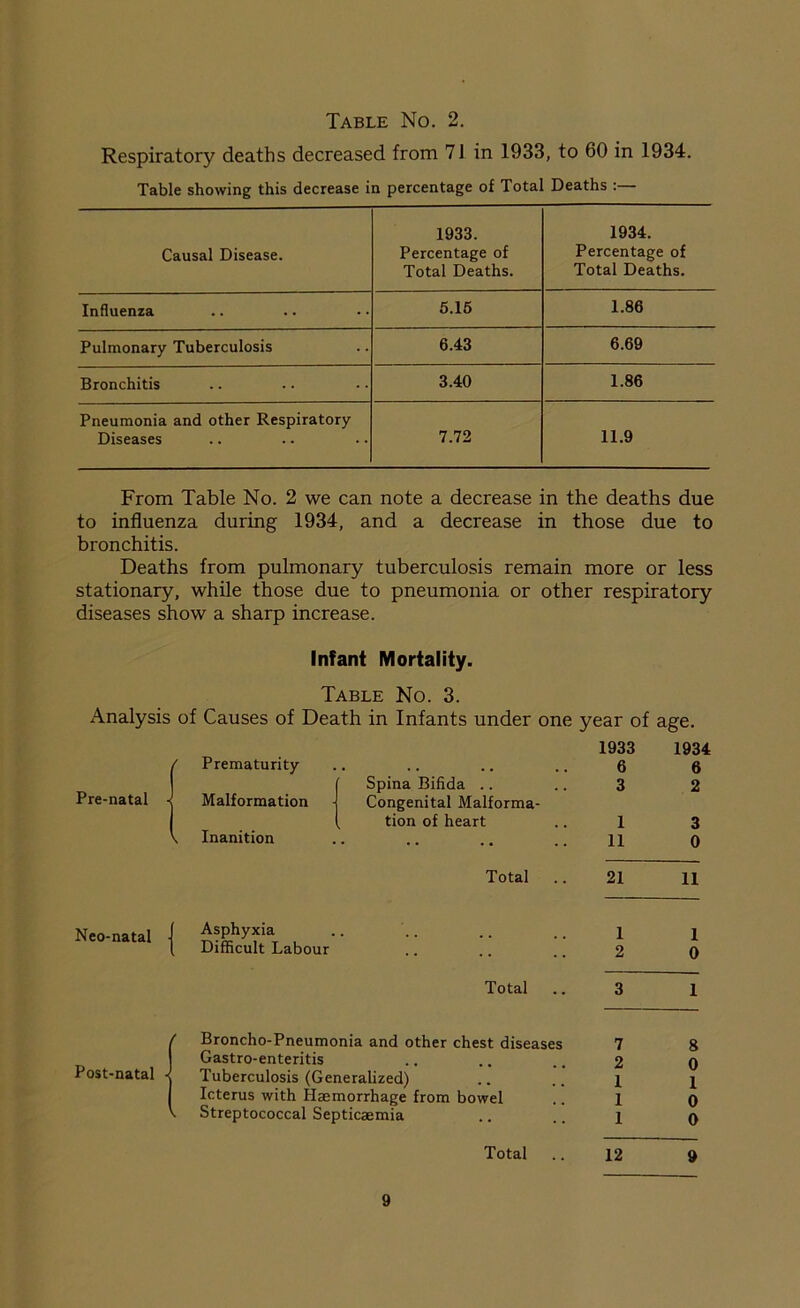 Table No. 2.
Respiratory deaths decreased from 71 in 1933, to 60 in 1934.
Table showing this decrease in percentage of Total Deaths :—
Causal Disease. 1933. Percentage of Total Deaths. 1934. Percentage of Total Deaths.
Influenza .. .. .. 5.15 1.86
Pulmonary Tuberculosis .. 6.43 6.69
Bronchitis .. .. .. 3.40 1.86
Pneumonia and other Respiratory
Diseases .. .. .. 7.72 11.9
From Table No. 2 we can note a decrease in the deaths due
to influenza during 1934, and a decrease in those due to
bronchitis.
Deaths from pulmonary tuberculosis remain more or less
stationary, while those due to pneumonia or other respiratory
diseases show a sharp increase.
Infant Mortality.
Table No. 3.
Analysis of Causes of Death in Infants under one year of age.
1933 1934
Prematurity .. .. .. .. 6 6
Spina Bifida .. .. 3 2
Pre-natal Malformation Congenital Malforma-
tion of heart .. 1 3
Inanition .. .. .. .. 11 0
Total .. 21 11
Neo-natal Asphyxia .. .. .. .. 1 1
Difficult Labour .. .. .. 2 0
Total .. 3 1
Broncho-Pneumonia and other chest diseases 7 8
Gastro-enteritis .. .. .. 2 0
Post-natal Tuberculosis (Generalized) .. .. 1 1
Icterus with Hæmorrhage from bowel .. 1 0
Streptococcal Septicæmia .. .. 1 0
Total .. 12 9
9